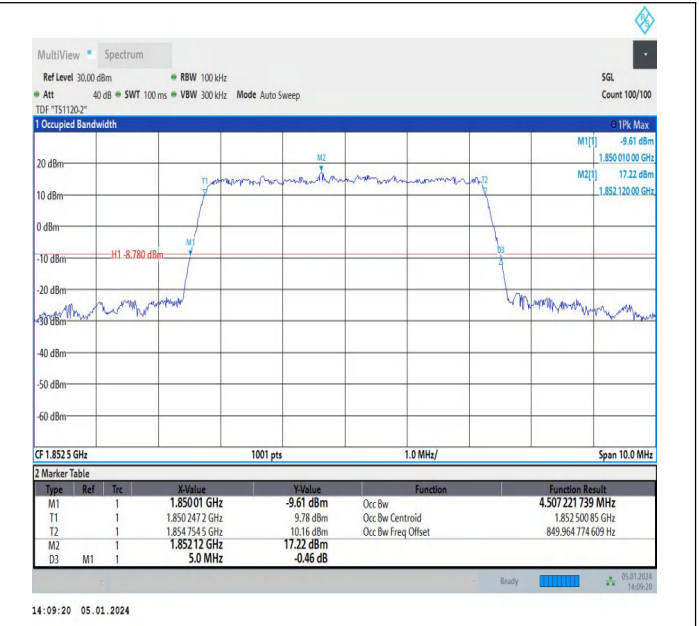 MultiView Spectrum
Ref Level 30.00 dBm RBW 100 kHz SGL
Att 40 dB SWT 100 ms VBW 300 kHz Mode Auto Sweep Count 100/100
TDF "TS1120-2"
1 Occupied Bandwidth 1Pk Max
M1[1] -9.61 dBm
1.850 010 00 GHz
M2[1] 17.22 dBm
1.852 120 00 GHz
M2
20 dBm
T1 T2
10 dBm
0 dBm
M1 D3
H1 -8.780 dBm
-10 dBm
-20 dBm
-30 dBm
-40 dBm
-50 dBm
-60 dBm
CF 1.852 5 GHz 1001 pts 1.0 MHz/ Span 10.0 MHz
2 Marker Table
Type Ref Trc X-Value Y-Value Function Function Result
M1 1 1.85001 GHz -9.61 dBm Occ Bw 4.507 221 739 MHz
T1 1 1.850 247 2 GHz 9.78 dBm Occ Bw Centroid 1.852 500 85 GHz
T2 1 1.854 754 5 GHz 10.16 dBm Occ Bw Freq Offset 849.964 774 609 Hz
M2 1 1.85212 GHz 17.22 dBm
D3 M1 1 5.0 MHz -0.46 dB
Ready 05.01.2024
14:09:20
14:09:20 05.01.2024